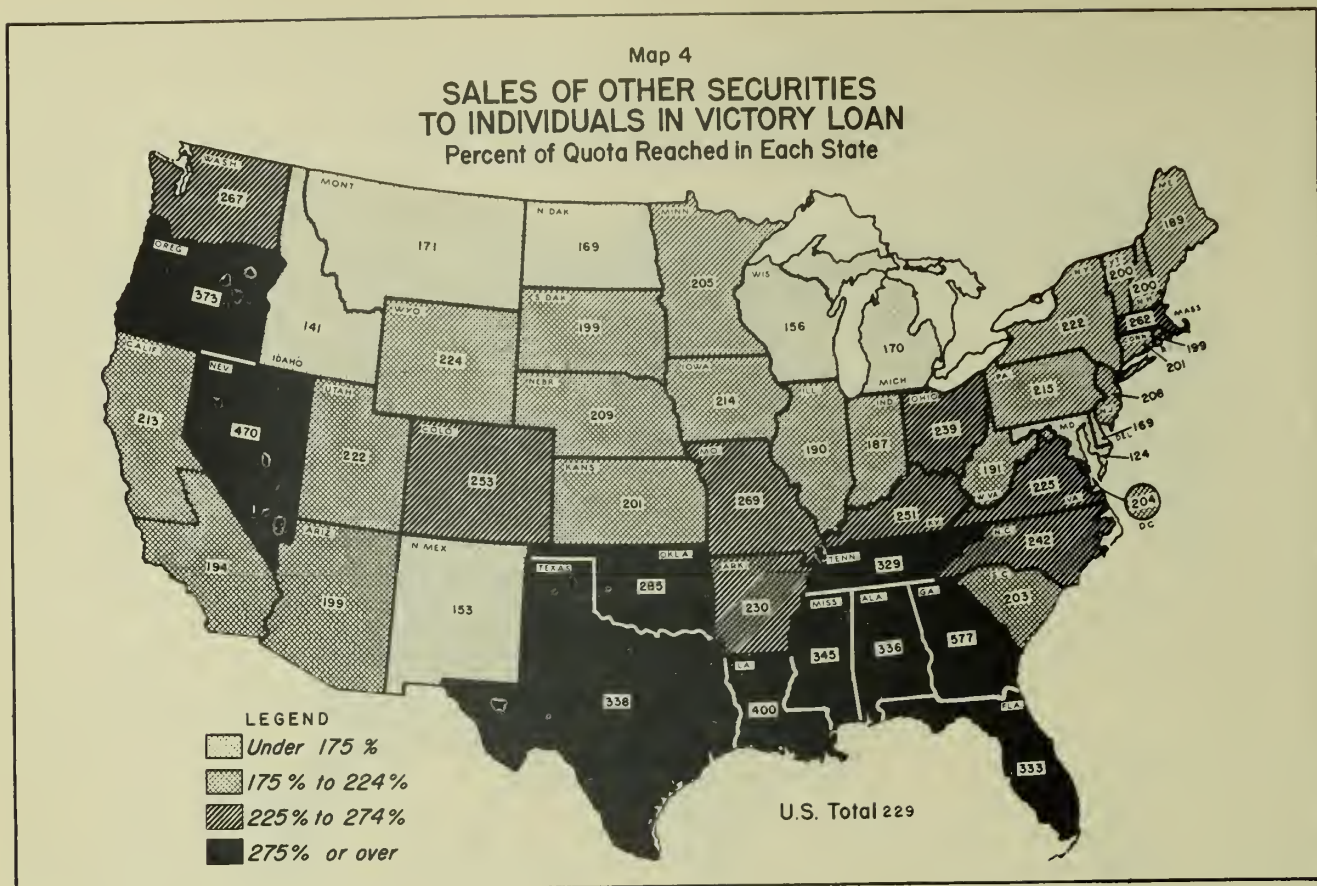 Map 4
SALES OF OTHER SECURITIES
TO INDIVIDUALS IN VICTORY LOAN
Percent of Quota Reached in Each State
WASH.
267
OREG.
373
CALIF.
213
194
NEV.
470
IDAHO
141
MONT
171
WYO.
224
UTAH
222
ARIZ.
199
COLO.
253
N MEX
153
N DAK
169
S. DAK
199
NEBR.
209
KANS.
201
OKLA.
285
TEXAS
338
MINN.
205
IOWA
214
MO.
269
ARK.
230
LA.
400
WIS
156
MICH
170
ILL.
190
IND.
187
OHIO
239
KY.
251
TENN.
329
MISS.
345
ALA.
336
GA.
577
FLA.
333
S.C.
203
N.C.
242
VA.
225
W.VA.
191
PA.
215
N.Y.
222
VT.
200
N.H.
200
ME.
189
MASS
262
199
CONN.
201
208
DEL
169
MD.
124
204
DC
LEGEND
Under 175 %
175 % to 224 %
225 % to 274 %
275 % or over
U.S. Total 229